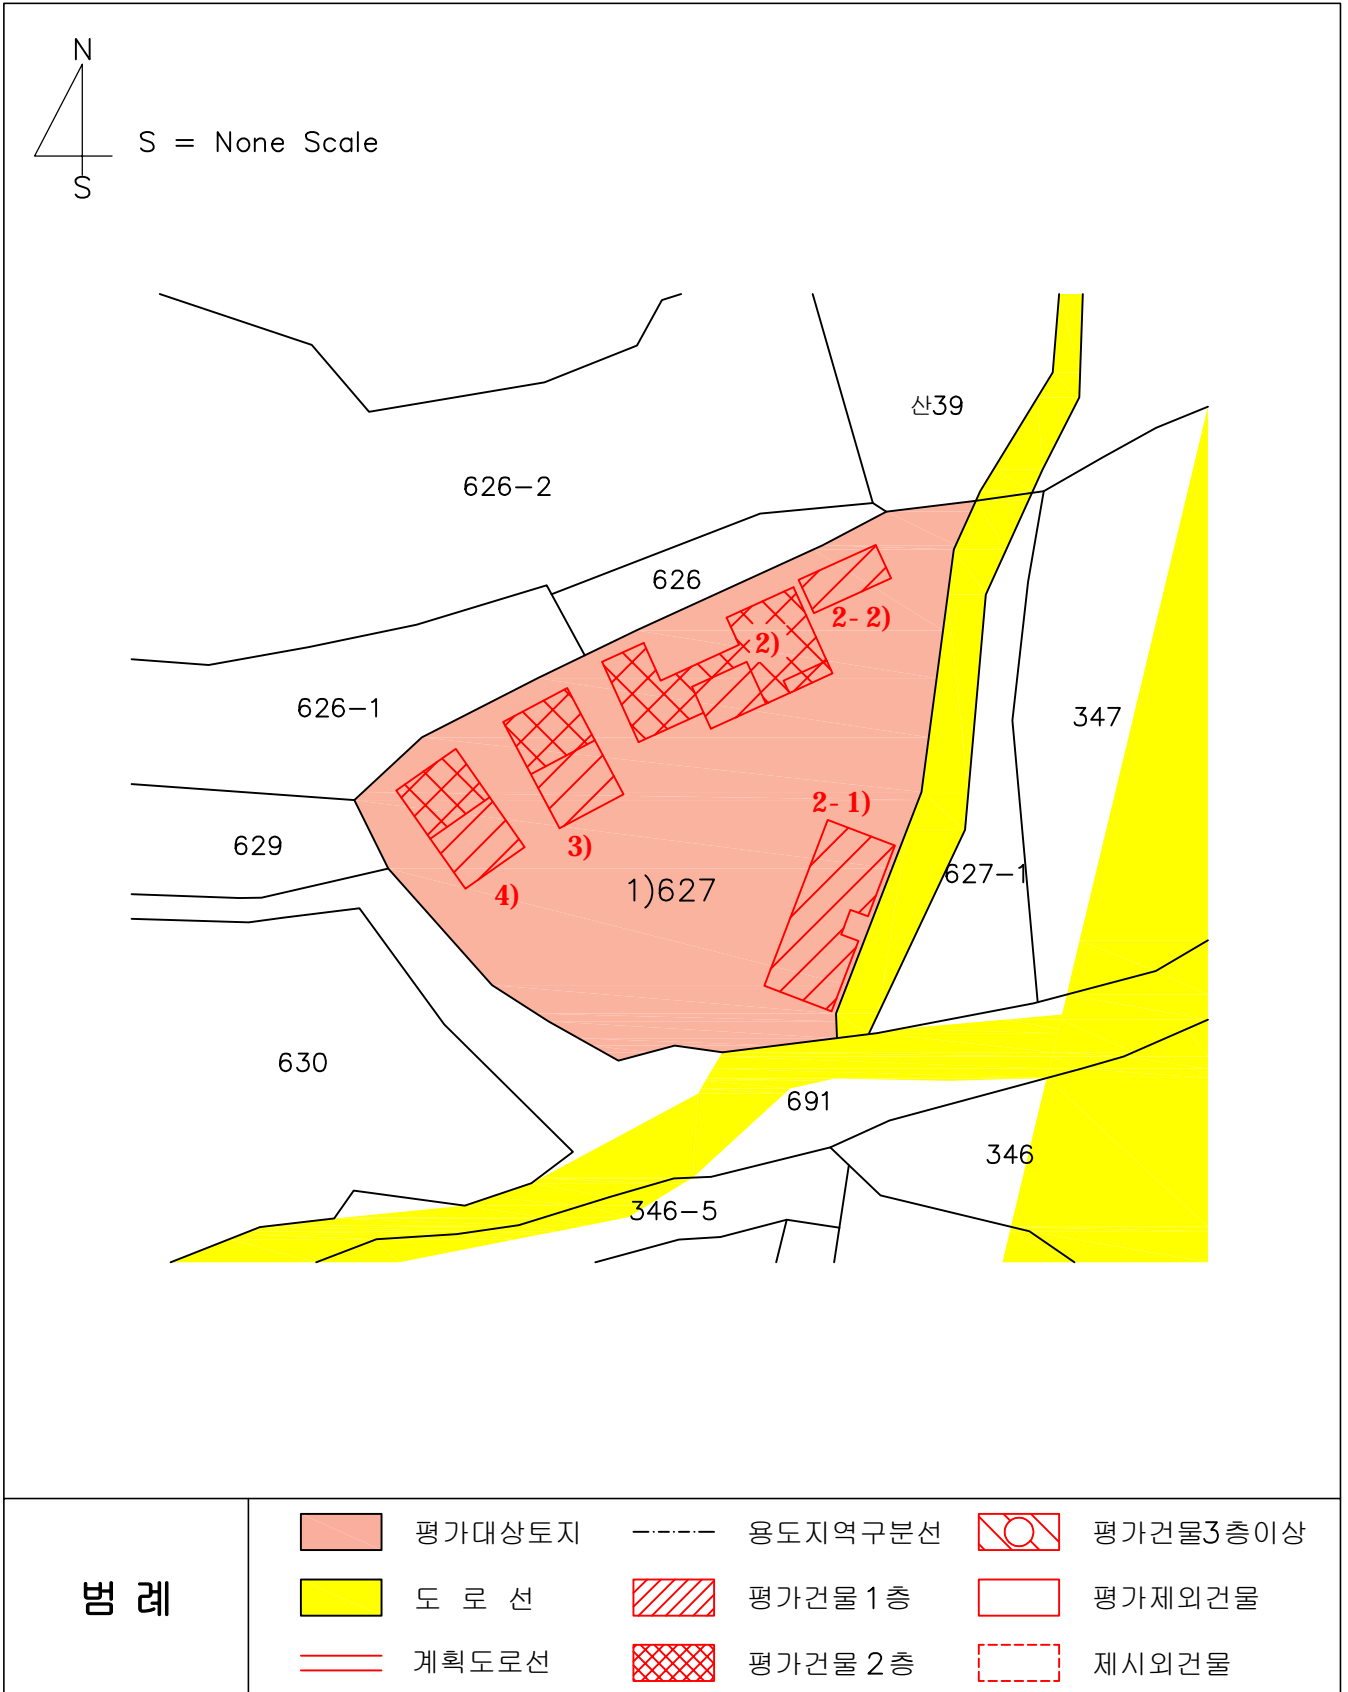 N
S = None Scale
S
산39
626-2
626
2-2)
2)
626-1
347
2-1)
3)
629
627-1
4)
1)627
630
691
346
346-5
범 례
평가대상토지
용도지역구분선
평가건물3층이상
도 로 선
평가건물 1 층
평가제외건물
계획도로선
평가건물 2 층
제시외건물